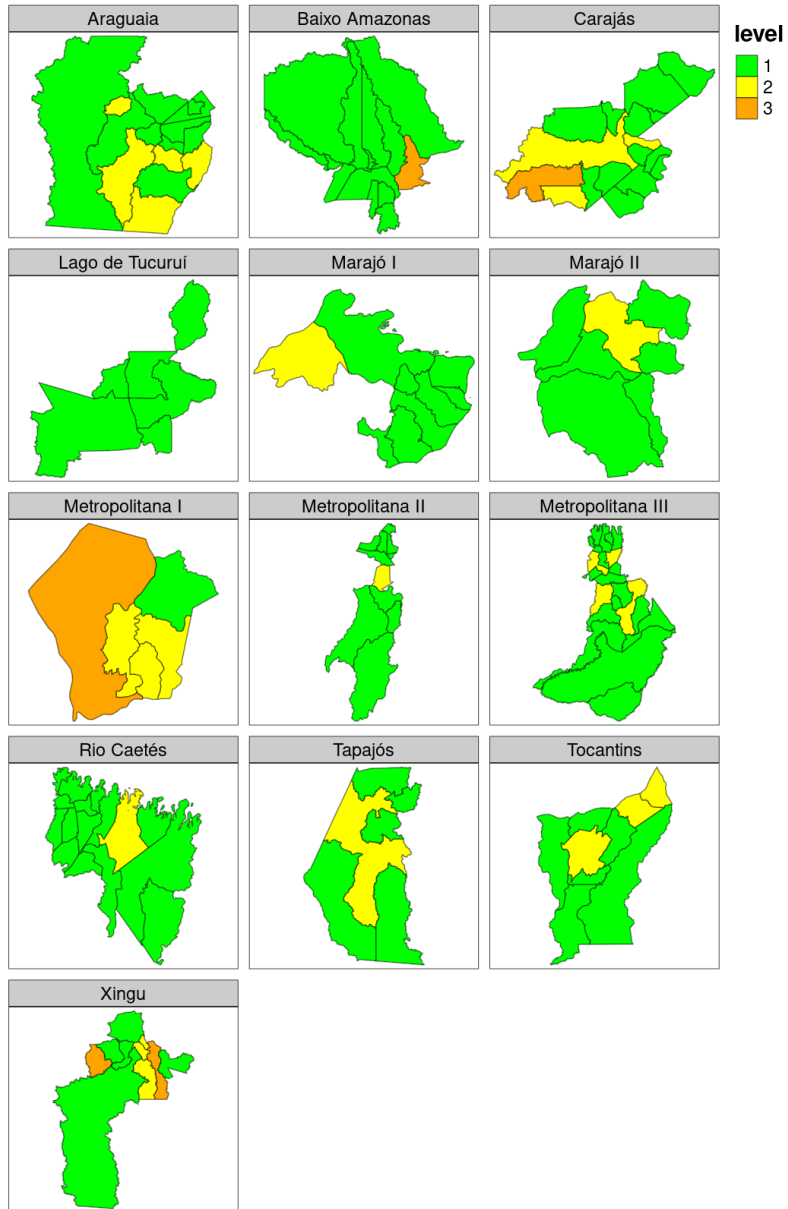 Araguaia
Baixo Amazonas
Carajás
level
1
2
3
Lago de Tucuruí
Marajó I
Marajó II
Metropolitana I
Metropolitana II
Metropolitana III
Rio Caetés
Tapajós
Tocantins
Xingu